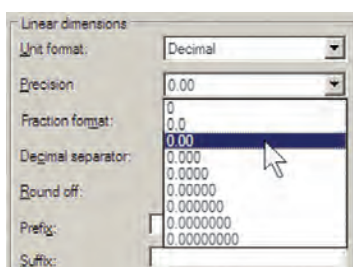 Linear dimensions
Unit format: Decimal
Precision 0.00
0
Fraction format: 0.0
0.00
Decimal separator: 0.000
0.0000
Round off: 0.00000
0.000000
Prefix: 0.0000000
0.00000000
Suffix: